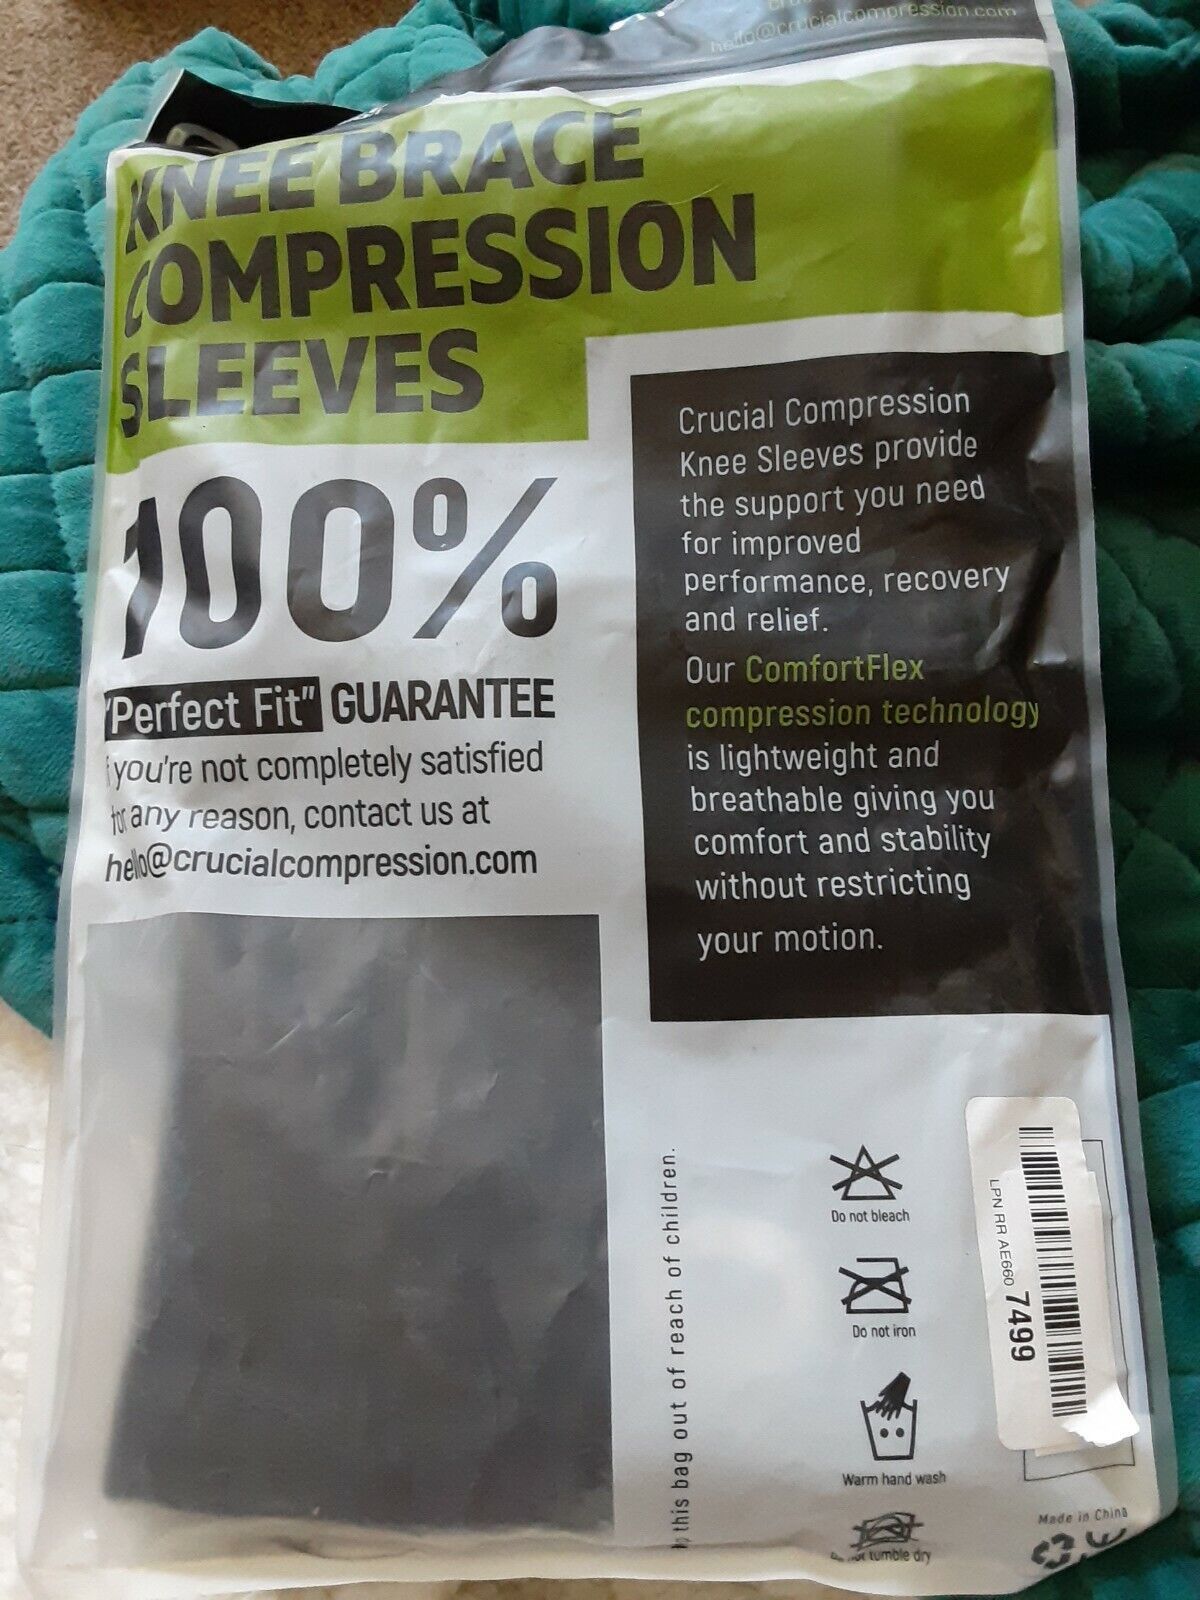 hello@crucialcompression.com
KNEE BRACE
COMPRESSION
SLEEVES
100%
"Perfect Fit" GUARANTEE
if you're not completely satisfied
for any reason, contact us at
hello@crucialcompression.com
Crucial Compression
Knee Sleeves provide
the support you need
for improved
performance, recovery
and relief.
Our ComfortFlex
compression technology
is lightweight and
breathable giving you
comfort and stability
without restricting
your motion.
this bag out of reach of children.
Do not bleach
Do not iron
Warm hand wash
Do not tumble dry
LPN RR AE660 7499
Made in China